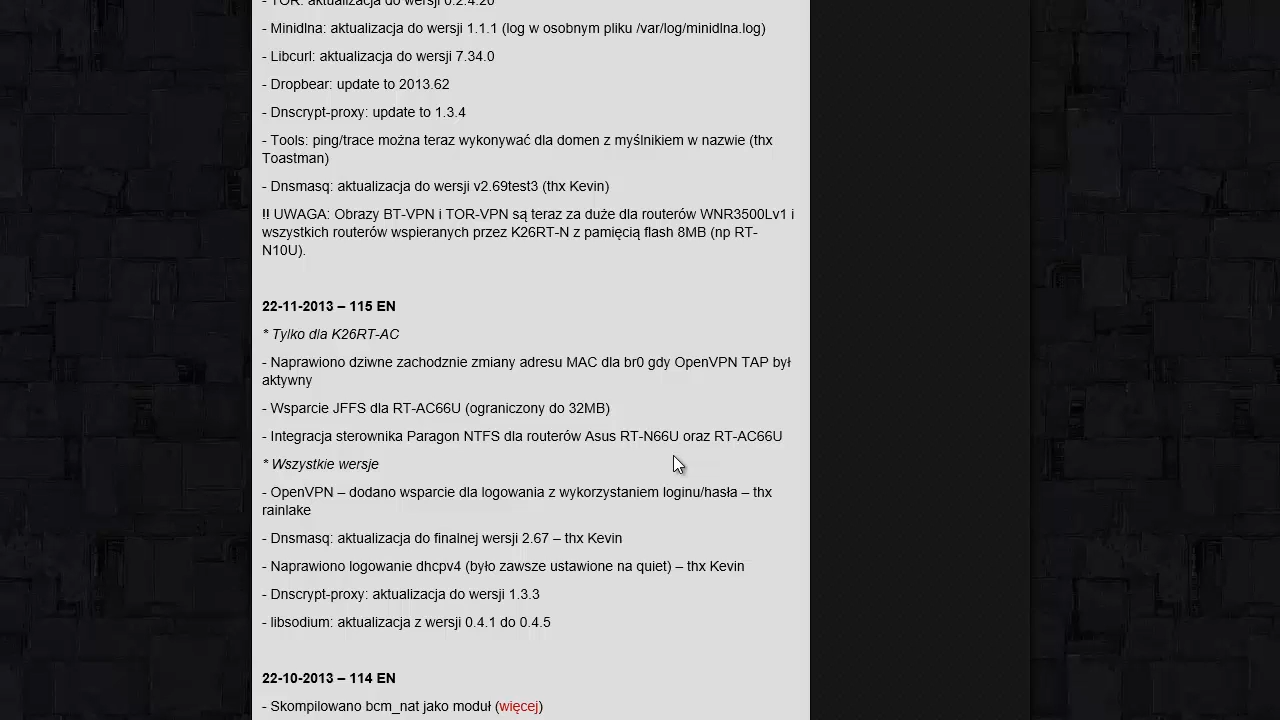 - TOR: aktualizacja do wersji 0.2.4.20
- Minidlna: aktualizacja do wersji 1.1.1 (log w osobnym pliku /var/log/minidlna.log)
- Libcurl: aktualizacja do wersji 7.34.0
- Dropbear: update to 2013.62
- Dnscrypt-proxy: update to 1.3.4
- Tools: ping/trace można teraz wykonywać dla domen z myślnikiem w nazwie (thx
Toastman)
- Dnsmasq: aktualizacja do wersji v2.69test3 (thx Kevin)
!! UWAGA: Obrazy BT-VPN i TOR-VPN są teraz za duże dla routerów WNR3500Lv1 i
wszystkich routerów wspieranych przez K26RT-N z pamięcią flash 8MB (np RT-
N10U).
22-11-2013 – 115 EN
* Tylko dla K26RT-AC
- Naprawiono dziwne zachodznie zmiany adresu MAC dla br0 gdy OpenVPN TAP był
aktywny
- Wsparcie JFFS dla RT-AC66U (ograniczony do 32MB)
- Integracja sterownika Paragon NTFS dla routerów Asus RT-N66U oraz RT-AC66U
* Wszystkie wersje
- OpenVPN – dodano wsparcie dla logowania z wykorzystaniem loginu/hasła – thx
rainlake
- Dnsmasq: aktualizacja do finalnej wersji 2.67 – thx Kevin
- Naprawiono logowanie dhcpv4 (było zawsze ustawione na quiet) – thx Kevin
- Dnscrypt-proxy: aktualizacja do wersji 1.3.3
- libsodium: aktualizacja z wersji 0.4.1 do 0.4.5
22-10-2013 – 114 EN
- Skompilowano bcm_nat jako moduł (więcej)